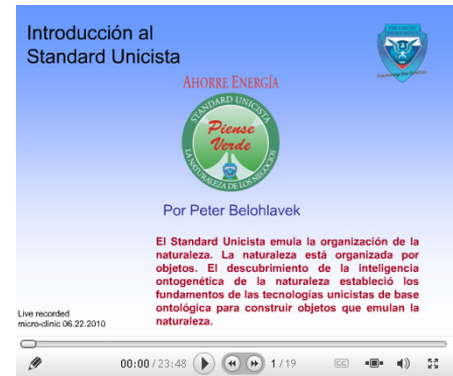 Introducción al
Standard Unicista
AHORRE ENERGÍA
STANDARD UNICISTA
Piense
Verde
LA NATURALEZA DE LOS NEGOCIOS
Por Peter Belohlavek
El Standard Unicista emula la organización de la
naturaleza. La naturaleza está organizada por
objetos. El descubrimiento de la inteligencia
ontogenética de la naturaleza estableció los
fundamentos de las tecnologías unicistas de base
ontológica para construir objetos que emulan la
naturaleza.
Live recorded
micro-clinic 06.22.2010
00:00 / 23:48
1 / 19
CC